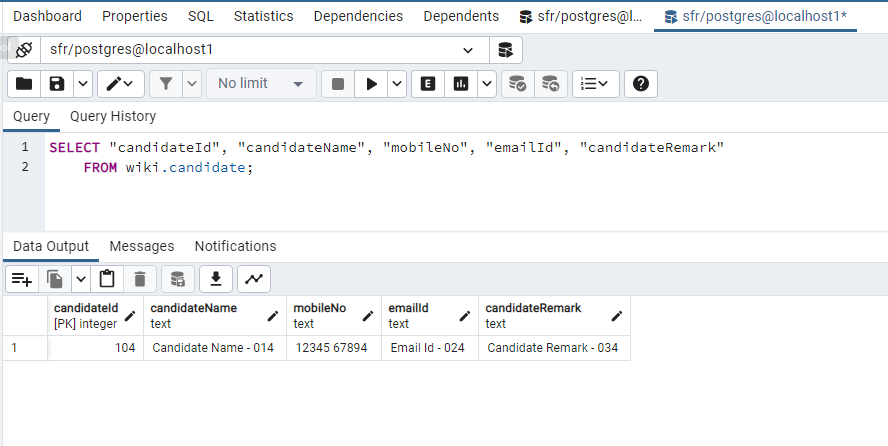 Dashboard Properties SQL Statistics Dependencies Dependents sfr/postgres@l... sfr/postgres@localhost1*
sfr/postgres@localhost1
No limit
E
Query Query History
1 SELECT "candidateId", "candidateName", "mobileNo", "emailId", "candidateRemark"
2 FROM wiki.candidate;
Data Output Messages Notifications
candidateId candidateName mobileNo emailId candidateRemark
[PK] integer text text text text
1 104 Candidate Name - 014 12345 67894 Email Id - 024 Candidate Remark - 034